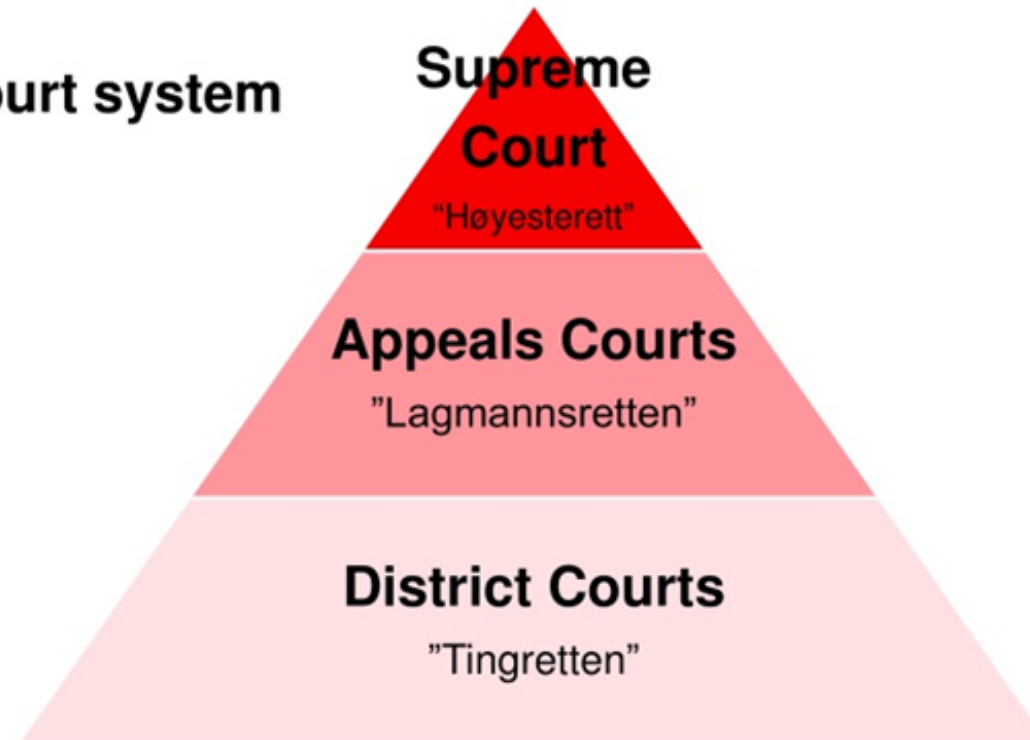 ourt system
Supreme
Court
“Høyesterett”
Appeals Courts
”Lagmannsretten”
District Courts
”Tingretten”